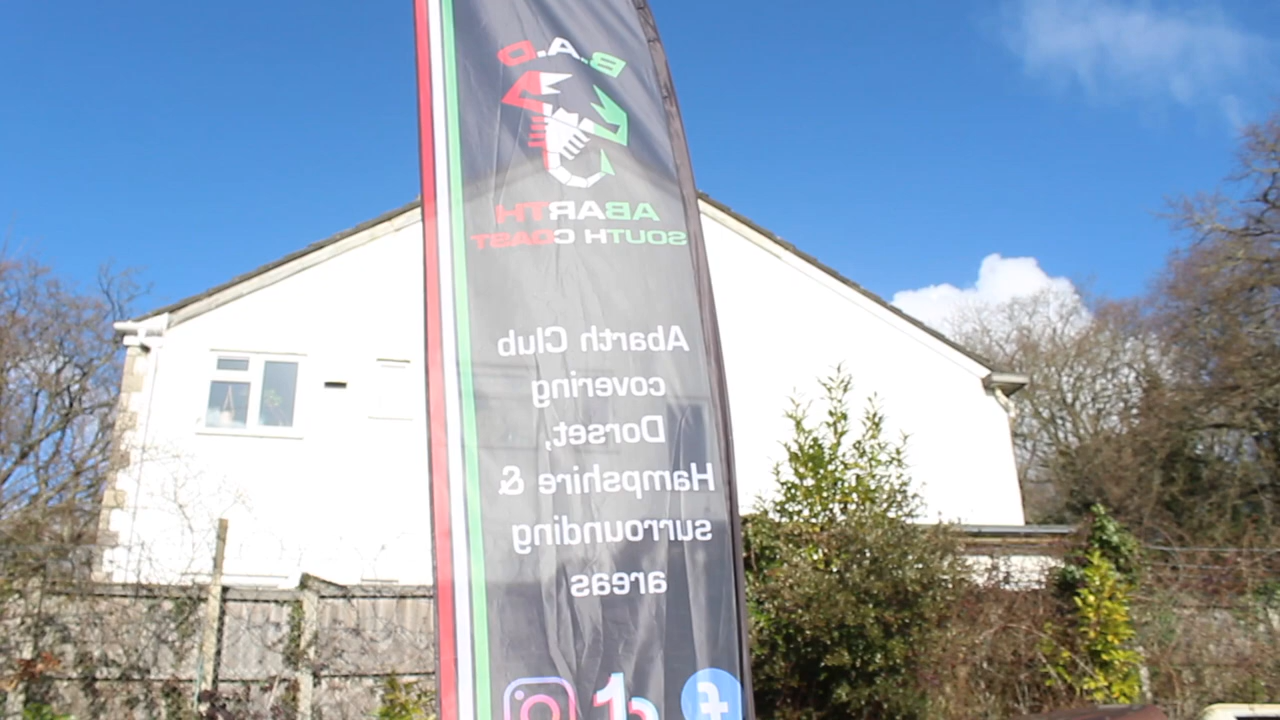 B.A.D
ABARTH
SOUTH COAST
Abarth Club
covering
Dorset,
Hampshire &
surrounding
areas